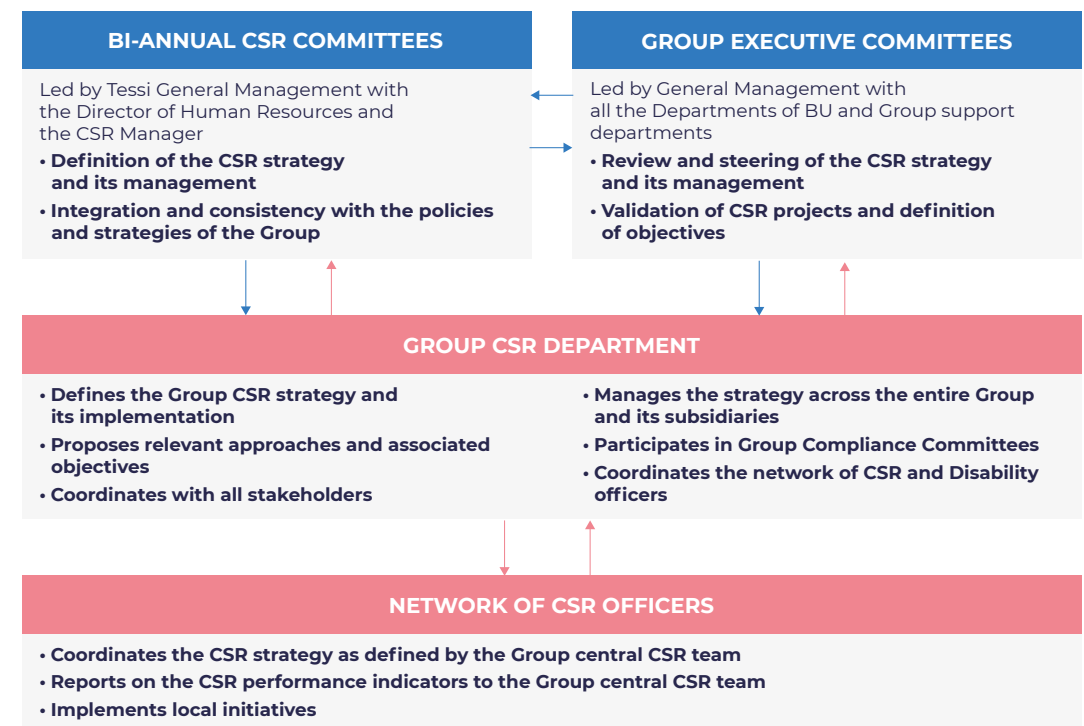 BI-ANNUAL CSR COMMITTEES
Led by Tessi General Management with
the Director of Human Resources and
the CSR Manager
• Definition of the CSR strategy
and its management
• Integration and consistency with the policies
and strategies of the Group
GROUP EXECUTIVE COMMITTEES
Led by General Management with
all the Departments of BU and Group support
departments
• Review and steering of the CSR strategy
and its management
• Validation of CSR projects and definition
of objectives
GROUP CSR DEPARTMENT
• Defines the Group CSR strategy and
its implementation
• Proposes relevant approaches and associated
objectives
• Coordinates with all stakeholders
• Manages the strategy across the entire Group
and its subsidiaries
• Participates in Group Compliance Committees
• Coordinates the network of CSR and Disability
officers
NETWORK OF CSR OFFICERS
• Coordinates the CSR strategy as defined by the Group central CSR team
• Reports on the CSR performance indicators to the Group central CSR team
• Implements local initiatives